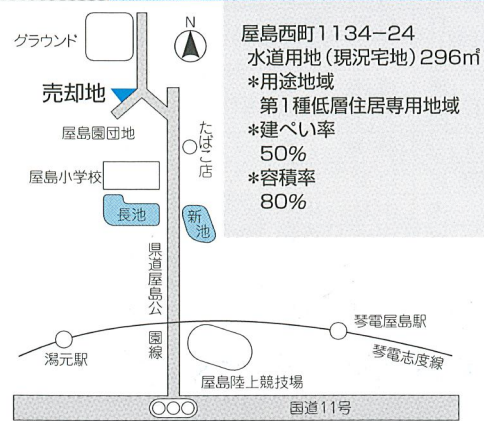 屋島西町1134−24
水道用地(現況宅地)296㎡
*用途地域
第1種低層住居専用地域
*建ぺい率
50%
*容積率
80%
グラウンド
N
売却地
屋島園団地
たばこ店
屋島小学校
長池
新池
県道屋島公園線
潟元駅
琴電屋島駅
琴電志度線
屋島陸上競技場
国道11号